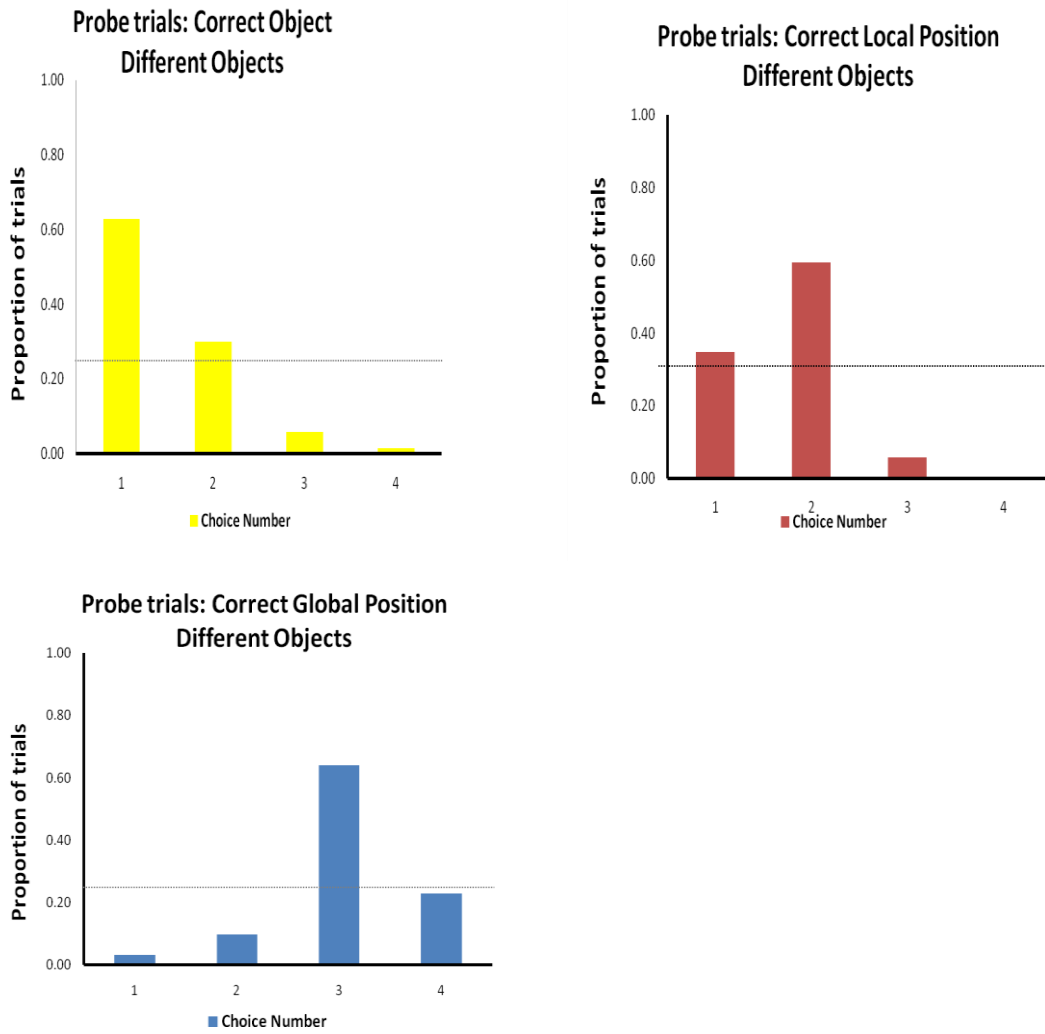 Probe trials: Correct Object
Different Objects
Proportion of trials
1.00
0.80
0.60
0.40
0.20
0.00
1 2 3 4
Choice Number
Probe trials: Correct Local Position
Different Objects
Proportion of trials
1.00
0.80
0.60
0.40
0.20
0.00
1 2 3 4
Choice Number
Probe trials: Correct Global Position
Different Objects
Proportion of trials
1.00
0.80
0.60
0.40
0.20
0.00
1 2 3 4
Choice Number